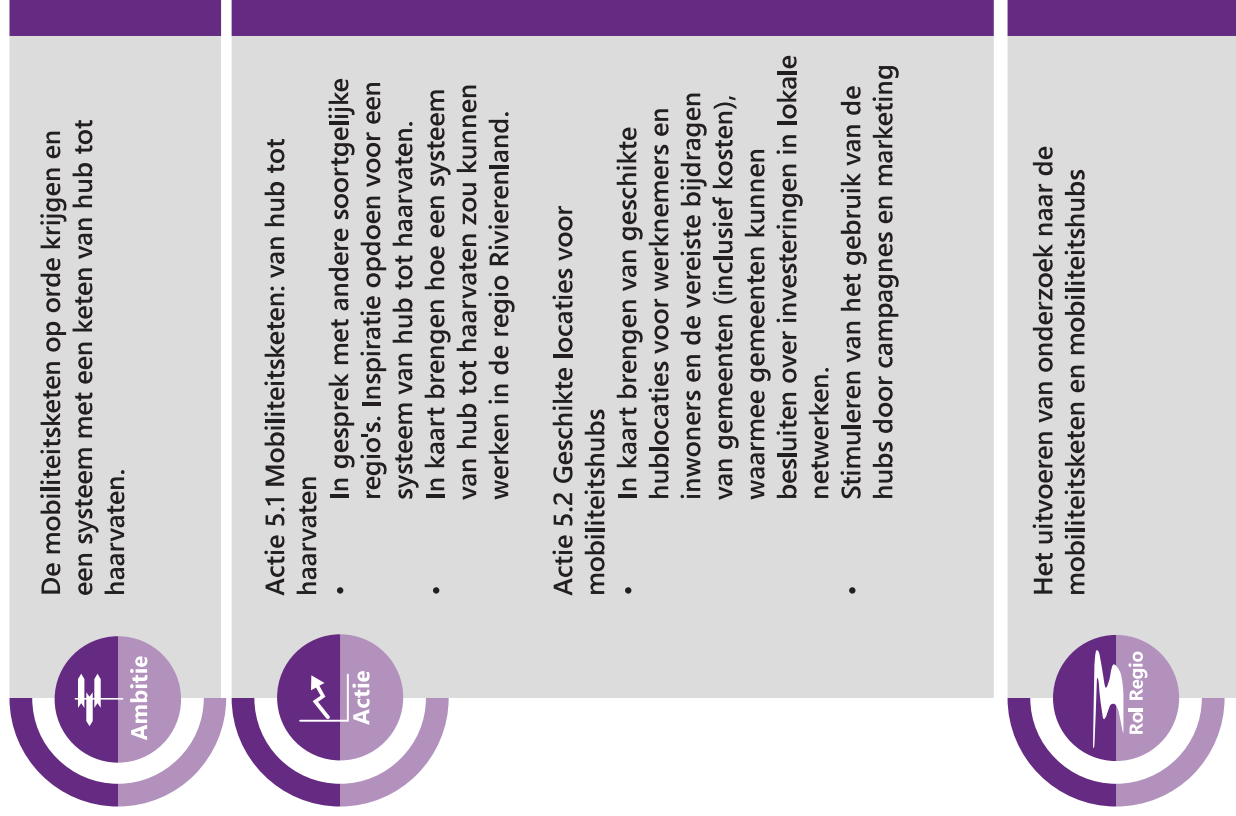 Ambitie
De mobiliteitsketen op orde krijgen en
een systeem met een keten van hub tot
haarvaten.
Actie
Actie 5.1 Mobiliteitsketen: van hub tot
haarvaten
• In gesprek met andere soortgelijke
regio's. Inspiratie opdoen voor een
systeem van hub tot haarvaten.
• In kaart brengen hoe een systeem
van hub tot haarvaten zou kunnen
werken in de regio Rivierenland.
Actie 5.2 Geschikte locaties voor
mobiliteitshubs
• In kaart brengen van geschikte
hublocaties voor werknemers en
inwoners en de vereiste bijdragen
van gemeenten (inclusief kosten),
waarmee gemeenten kunnen
besluiten over investeringen in lokale
netwerken.
• Stimuleren van het gebruik van de
hubs door campagnes en marketing
Rol Regio
Het uitvoeren van onderzoek naar de
mobiliteitsketen en mobiliteitshubs